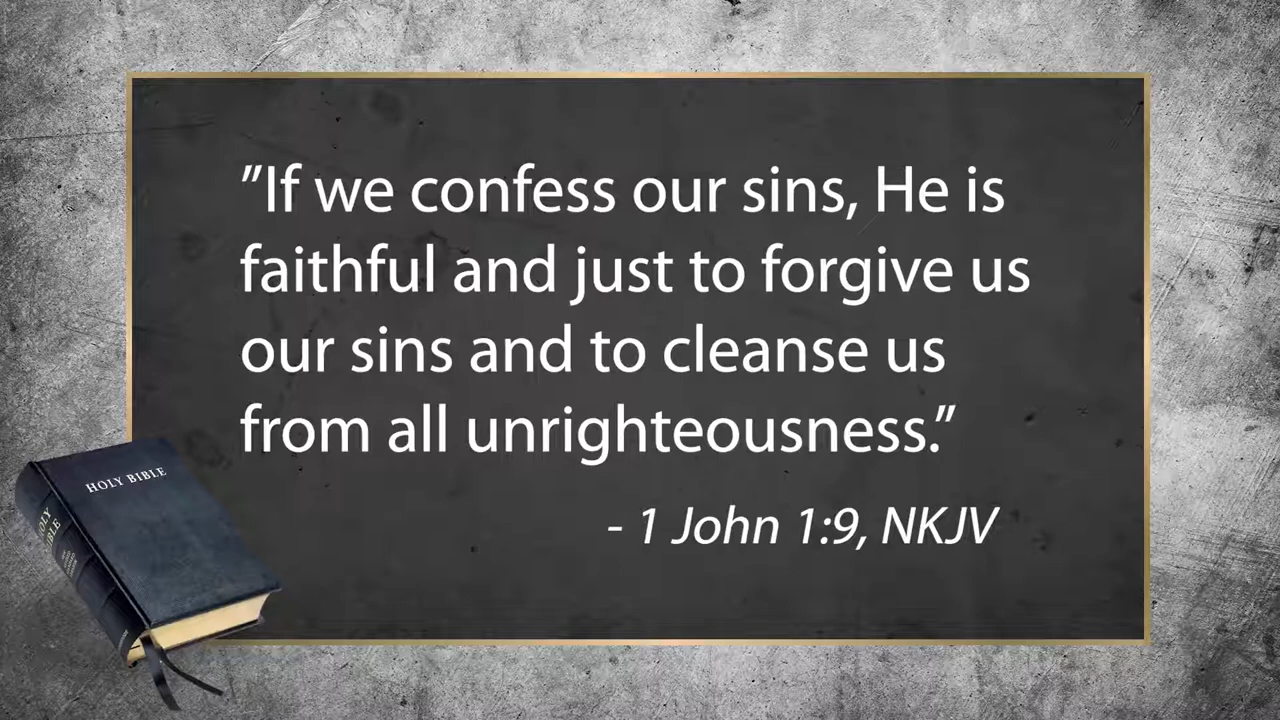 ”If we confess our sins, He is
faithful and just to forgive us
our sins and to cleanse us
from all unrighteousness.”
- 1 John 1:9, NKJV
HOLY BIBLE